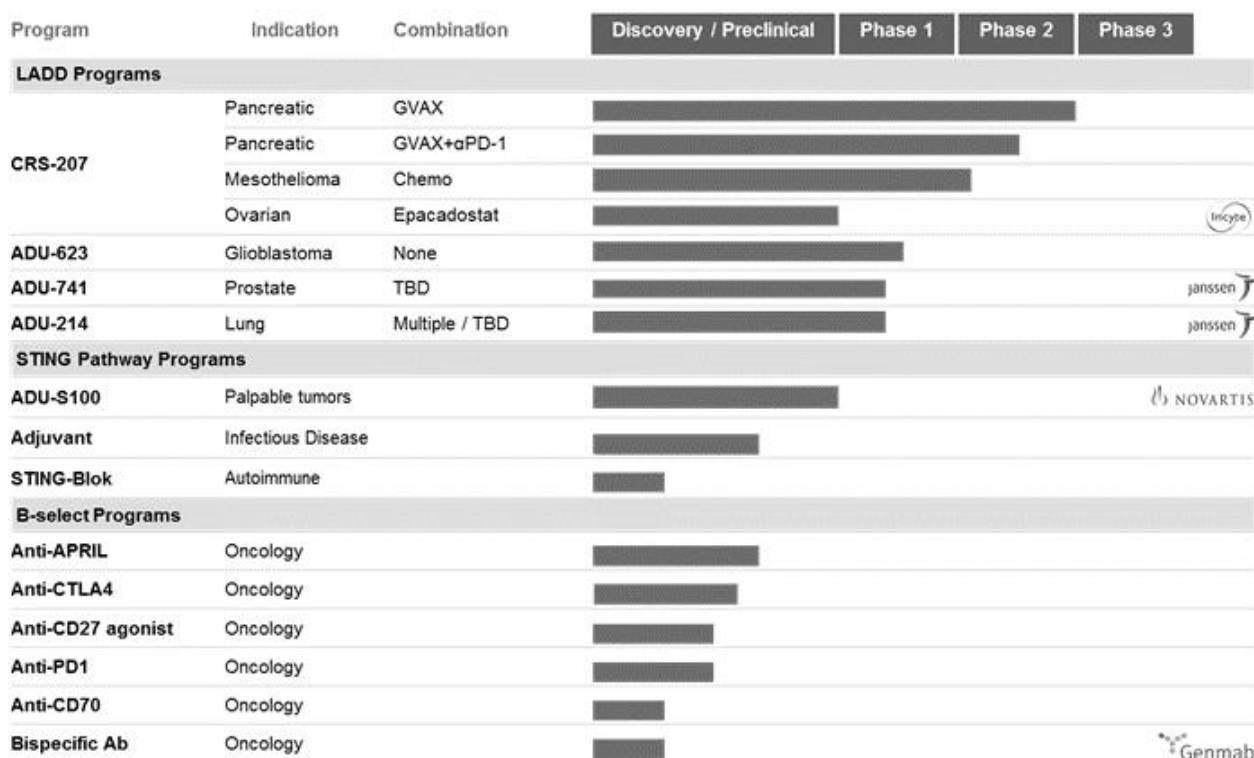 Program Indication Combination Discovery / Preclinical Phase 1 Phase 2 Phase 3
LADD Programs
CRS-207
Pancreatic GVAX
Pancreatic GVAX+αPD-1
Mesothelioma Chemo
Ovarian Epacadostat Incyte
ADU-623 Glioblastoma None
ADU-741 Prostate TBD janssen
ADU-214 Lung Multiple / TBD janssen
STING Pathway Programs
ADU-S100 Palpable tumors NOVARTIS
Adjuvant Infectious Disease
STING-Blok Autoimmune
B-select Programs
Anti-APRIL Oncology
Anti-CTLA4 Oncology
Anti-CD27 agonist Oncology
Anti-PD1 Oncology
Anti-CD70 Oncology
Bispecific Ab Oncology Genmab